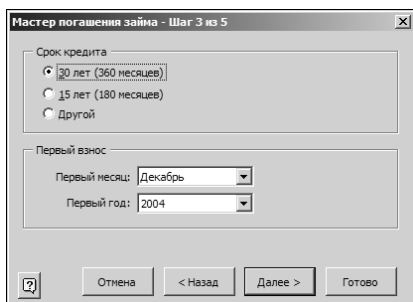 Мастер погашения займа - Шаг 3 из 5
Срок кредита
30 лет (360 месяцев)
15 лет (180 месяцев)
Другой
Первый взнос
Первый месяц: Декабрь
Первый год: 2004
Отмена < Назад Далее > Готово